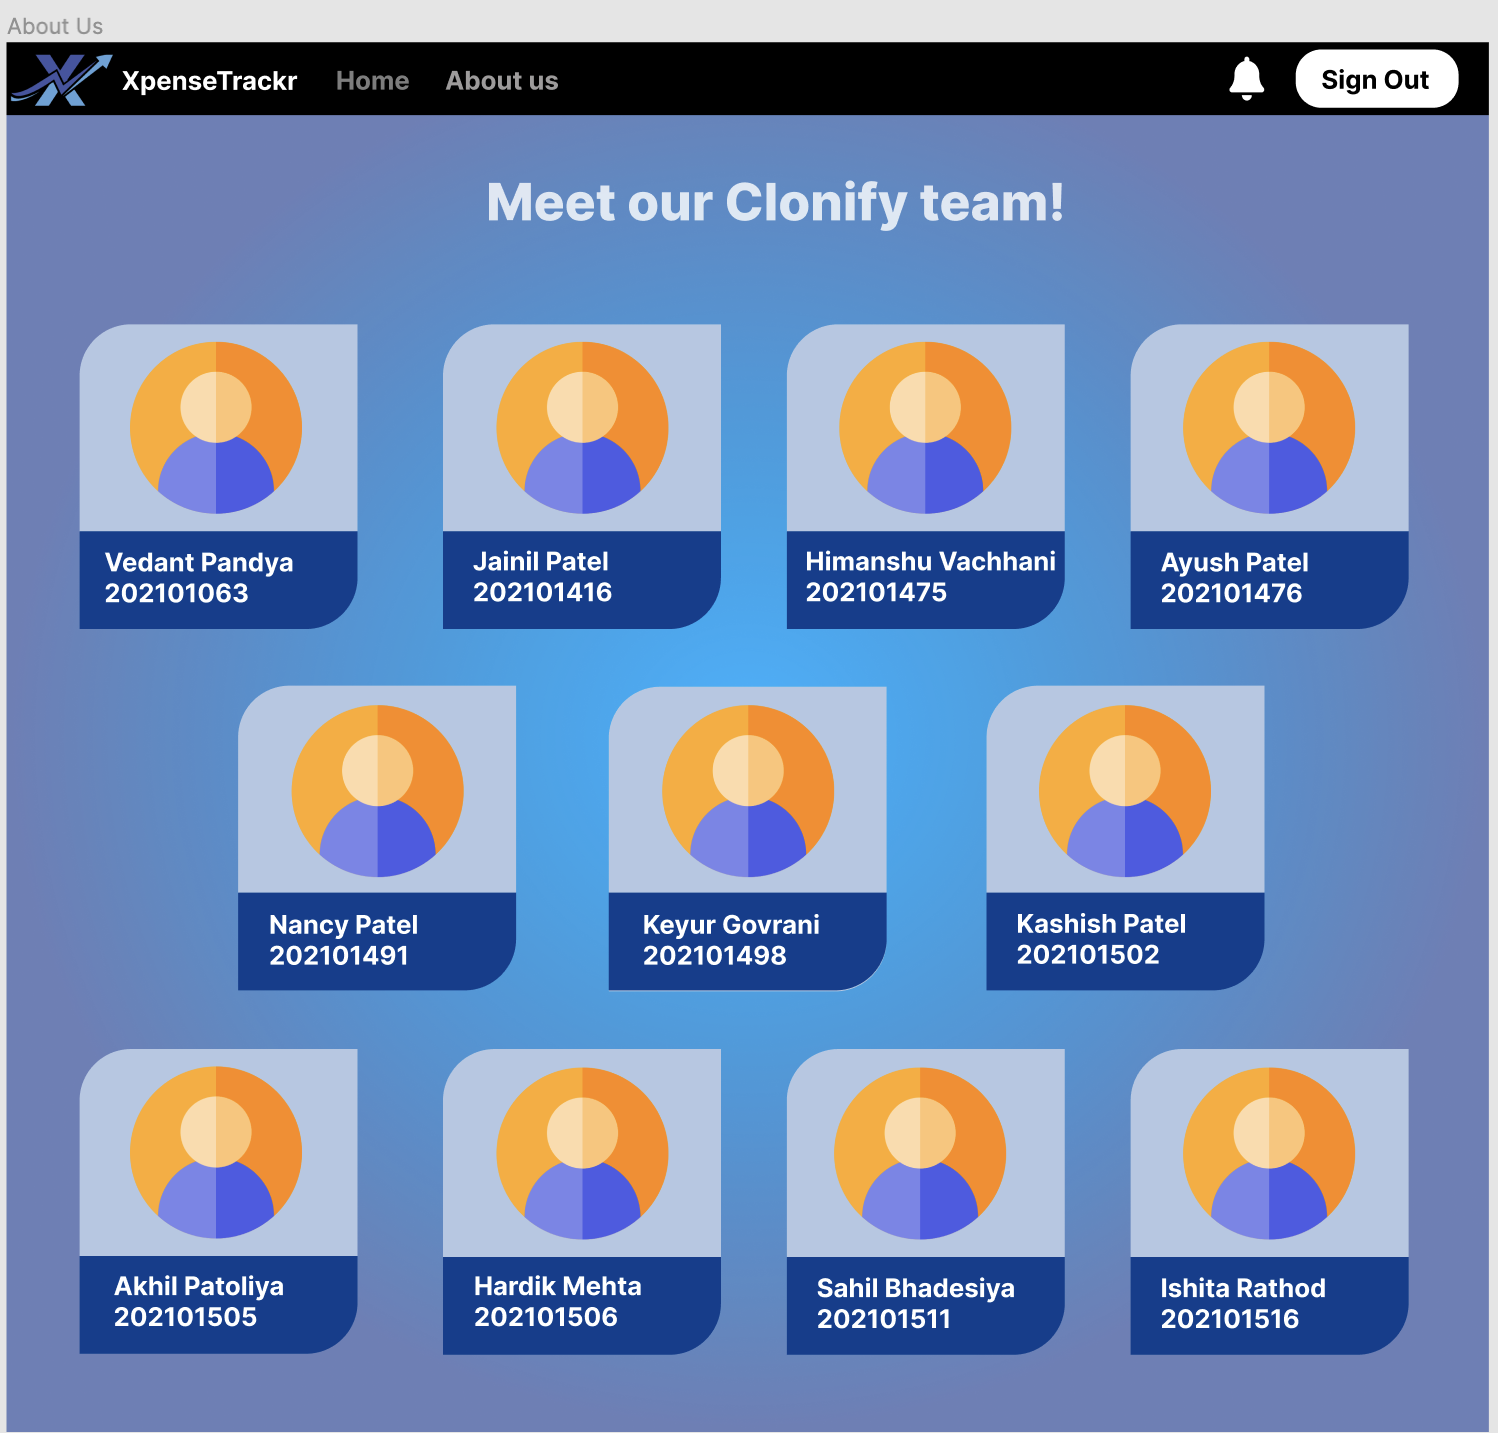 About Us
XpenseTrackr Home About us Sign Out
Meet our Clonify team!
Vedant Pandya
202101063
Jainil Patel
202101416
Himanshu Vachhani
202101475
Ayush Patel
202101476
Nancy Patel
202101491
Keyur Govrani
202101498
Kashish Patel
202101502
Akhil Patoliya
202101505
Hardik Mehta
202101506
Sahil Bhadesiya
202101511
Ishita Rathod
202101516